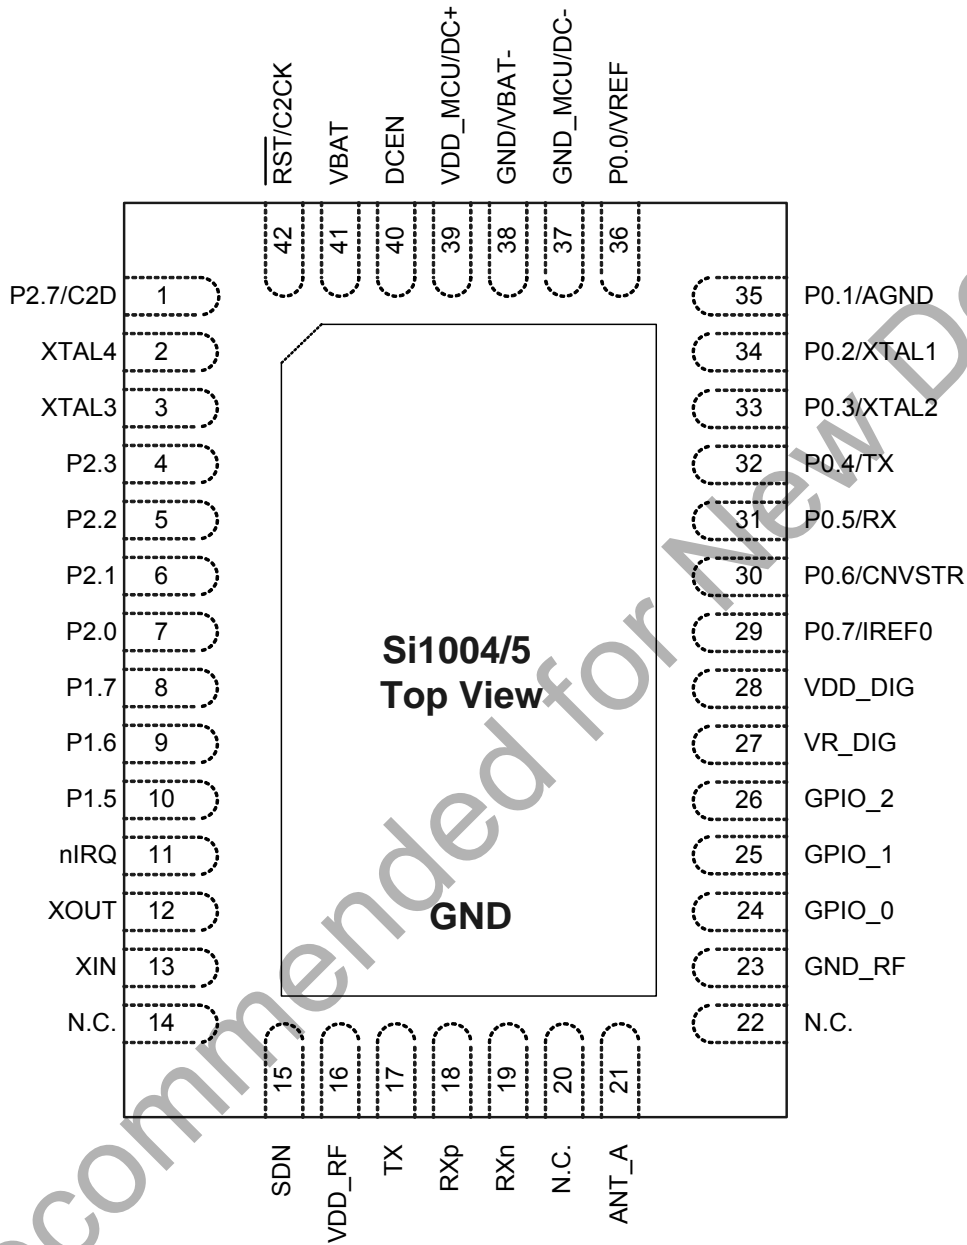 RST/C2CK
VBAT
DCEN
VDD_MCU/DC+
GND/VBAT-
GND_MCU/DC-
P0.0/VREF
42
41
40
39
38
37
36
P2.7/C2D 1
XTAL4 2
XTAL3 3
P2.3 4
P2.2 5
P2.1 6
P2.0 7
P1.7 8
P1.6 9
P1.5 10
nIRQ 11
XOUT 12
XIN 13
N.C. 14
35 P0.1/AGND
34 P0.2/XTAL1
33 P0.3/XTAL2
32 P0.4/TX
31 P0.5/RX
30 P0.6/CNVSTR
29 P0.7/IREF0
28 VDD_DIG
27 VR_DIG
26 GPIO_2
25 GPIO_1
24 GPIO_0
23 GND_RF
22 N.C.
Si1004/5
Top View
GND
15
16
17
18
19
20
21
SDN
VDD_RF
TX
RXp
RXn
N.C.
ANT_A
for New